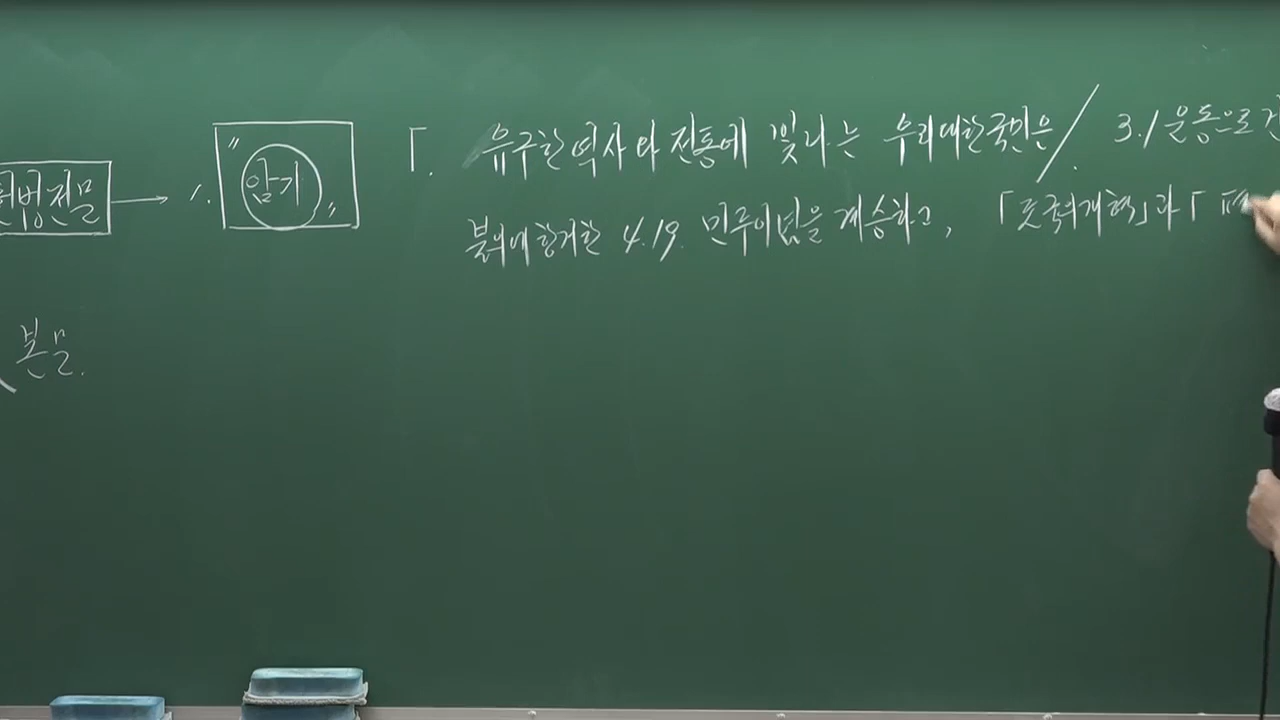 헌법전문 → 1. " 암기 "
「. 유구한 역사와 전통에 빛나는 우리대한국민은 / 3.1운동으로 건
불의에 항거한 4.19. 민주이념을 계승하고, 「조국의개혁」과 「
본문.